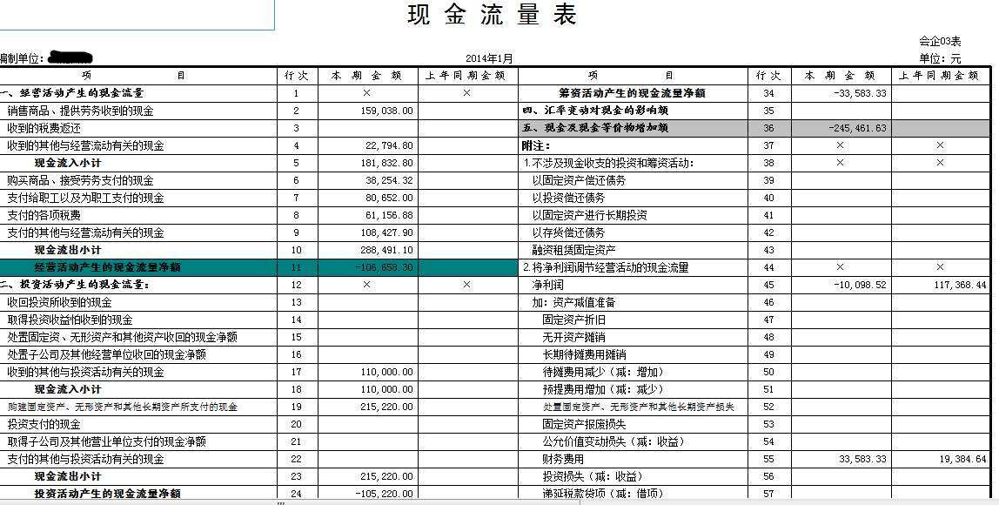 现金流量表
会企03表
编制单位： 2014年1月 单位：元
项 目 行次 本期金额 上年同期金额 项 目 行次 本期金额 上年同期金额
一、经营活动产生的现金流量 1 × × 筹资活动产生的现金流量净额 34 -33,583.33
销售商品、提供劳务收到的现金 2 159,038.00 四、汇率变动对现金的影响额 35
收到的税费返还 3 五、现金及现金等价物增加额 36 -245,461.63
收到的其他与经营流动有关的现金 4 22,794.80 附注： 37 × ×
现金流入小计 5 181,832.80 1.不涉及现金收支的投资和筹资活动： 38 × ×
购买商品、接受劳务支付的现金 6 38,254.32 以固定资产偿还债务 39
支付给职工以及为职工支付的现金 7 80,652.00 以投资偿还债务 40
支付的各项税费 8 61,156.88 以固定资产进行长期投资 41
支付的其他与经营流动有关的现金 9 108,427.90 以存货偿还债务 42
现金流出小计 10 288,491.10 融资租赁固定资产 43
经营活动产生的现金流量净额 11 -106,658.30 2.将净利润调节经营活动的现金流量 44 × ×
二、投资活动产生的现金流量： 12 × × 净利润 45 -10,098.52 117,368.44
收回投资所收到的现金 13 加：资产减值准备 46
取得投资收益怕收到的现金 14 固定资产折旧 47
处置固定资、无形资产和其他资产收回的现金净额 15 无开资产摊销 48
处置子公司及其他经营单位收回的现金净额 16 长期待摊费用摊销 49
收到的其他与投资活动有关的现金 17 110,000.00 待摊费用减少（减：增加） 50
现金流入小计 18 110,000.00 预提费用增加（减：减少） 51
购建固定资产、无形资产和其他长期资产所支付的现金 19 215,220.00 处置固定资产、无形资产和其他长期资产损失 52
投资支付的现金 20 固定资产报废损失 53
取得子公司及其他营业单位支付的现金净额 21 公允价值变动损失（减：收益） 54
支付的其他与投资活动有关的现金 22 财务费用 55 33,583.33 19,384.64
现金流出小计 23 215,220.00 投资损失（减：收益） 56
投资活动产生的现金流量净额 24 -105,220.00 递延税款贷项（减：借项） 57